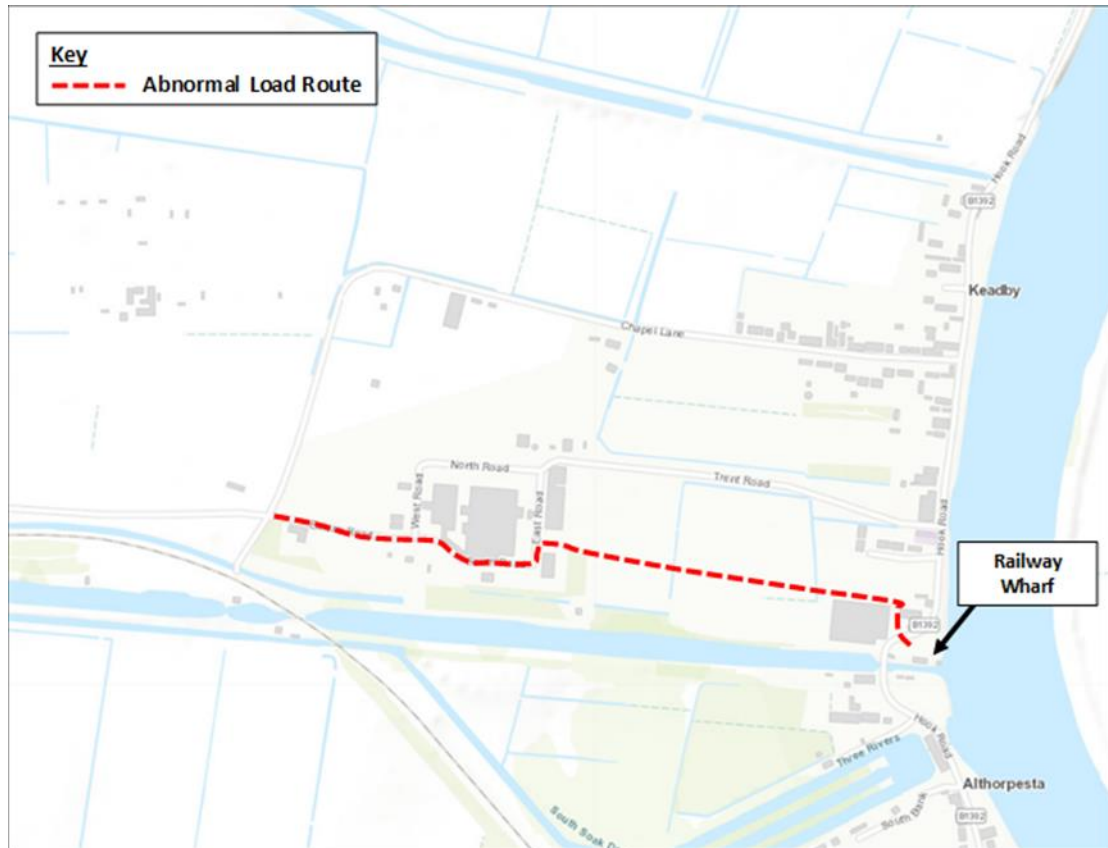 Key
Abnormal Load Route
Hook Road
B1392
Keadby
Chapel Lane
North Road
West Road
East Road
Trent Road
Hook Road
Road
Railway
Wharf
B1392
Hook Road
Three Rivers
Althorpesta
South Bank
B1392
South Soak